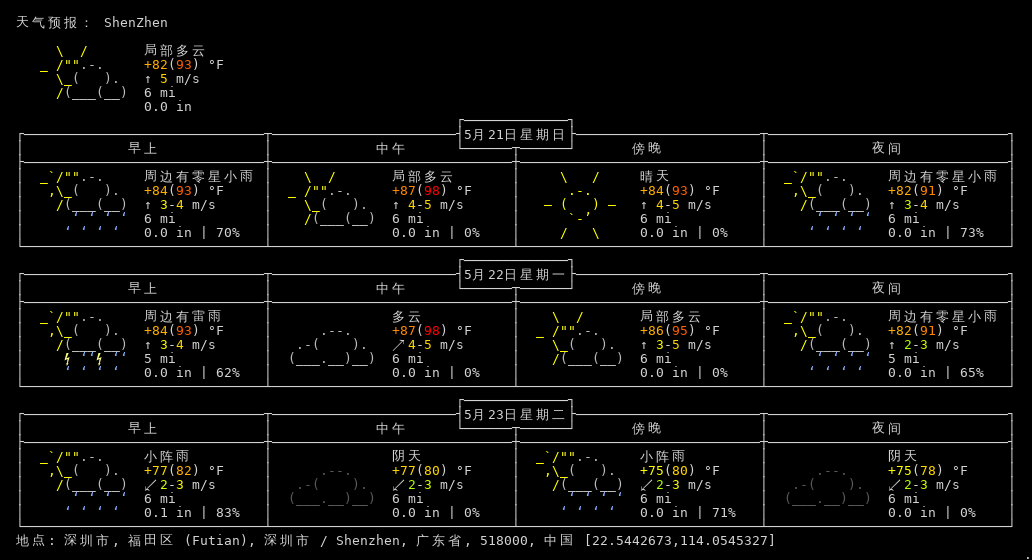 天气预报： ShenZhen
局部多云
+82(93) °F
↑ 5 m/s
6 mi
0.0 in
5月21日星期日
早上 中午 傍晚 夜间
周边有零星小雨 局部多云 晴天 周边有零星小雨
+84(93) °F +87(98) °F +84(93) °F +82(91) °F
↑ 3-4 m/s ↑ 4-5 m/s ↑ 4-5 m/s ↑ 3-4 m/s
6 mi 6 mi 6 mi 6 mi
0.0 in | 70% 0.0 in | 0% 0.0 in | 0% 0.0 in | 73%
5月22日星期一
早上 中午 傍晚 夜间
周边有雷雨 多云 局部多云 周边有零星小雨
+84(93) °F +87(98) °F +86(95) °F +82(91) °F
↑ 3-4 m/s ↗ 4-5 m/s ↑ 3-5 m/s ↑ 2-3 m/s
5 mi 6 mi 6 mi 5 mi
0.0 in | 62% 0.0 in | 0% 0.0 in | 0% 0.0 in | 65%
5月23日星期二
早上 中午 傍晚 夜间
小阵雨 阴天 小阵雨 阴天
+77(82) °F +77(80) °F +75(80) °F +75(78) °F
↙ 2-3 m/s ↙ 2-3 m/s ↙ 2-3 m/s ↙ 2-3 m/s
6 mi 6 mi 6 mi 6 mi
0.1 in | 83% 0.0 in | 0% 0.0 in | 71% 0.0 in | 0%
地点: 深圳市, 福田区 (Futian), 深圳市 / Shenzhen, 广东省, 518000, 中国 [22.5442673,114.0545327]